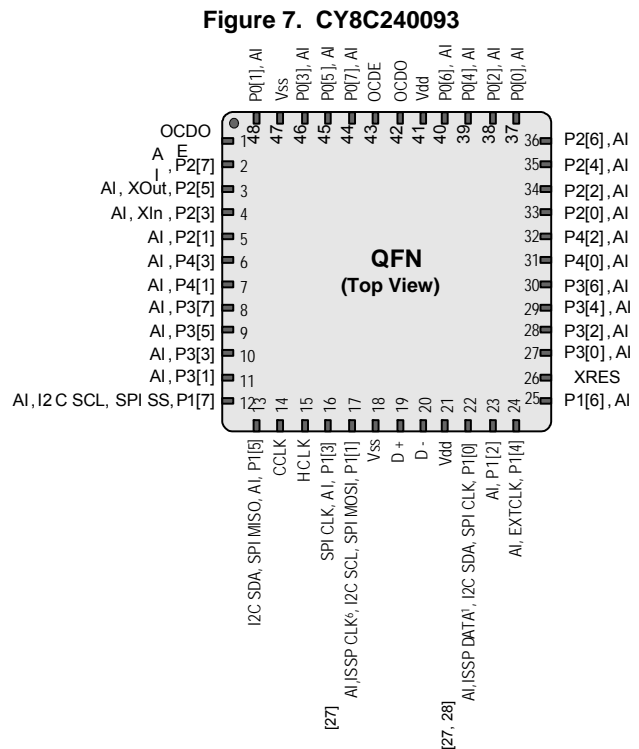 Figure 7. CY8C240093
P0[1], AI
Vss
P0[3], AI
P0[5], AI
P0[7], AI
OCDE
OCDO
Vdd
P0[6], AI
P0[4], AI
P0[2], AI
P0[0], AI
48
47
46
45
44
43
42
41
40
39
38
37
OCDO
A E
I , P2[7]
AI , XOut, P2[5]
AI , XIn , P2[3]
AI , P2[1]
AI , P4[3]
AI , P4[1]
AI , P3[7]
AI , P3[5]
AI , P3[3]
AI , P3[1]
AI , I2 C SCL, SPI SS, P1[7]
1
2
3
4
5
6
7
8
9
10
11
12
QFN
(Top View)
36
35
34
33
32
31
30
29
28
27
26
25
P2[6] , AI
P2[4] , AI
P2[2] , AI
P2[0] , AI
P4[2] , AI
P4[0] , AI
P3[6] , AI
P3[4] , AI
P3[2] , AI
P3[0] , AI
XRES
P1[6] , AI
13
14
15
16
17
18
19
20
21
22
23
24
I2C SDA, SPI MISO, AI, P1[5]
CCLK
HCLK
SPI CLK, AI, P1[3]
AI,ISSP CLK⁶, I2C SCL, SPI MOSI, P1[1]
Vss
D +
D -
Vdd
AI,ISSP DATA¹, I2C SDA, SPI CLK, P1[0]
AI, P1[2]
AI, EXTCLK, P1[4]
[27]
[27, 28]